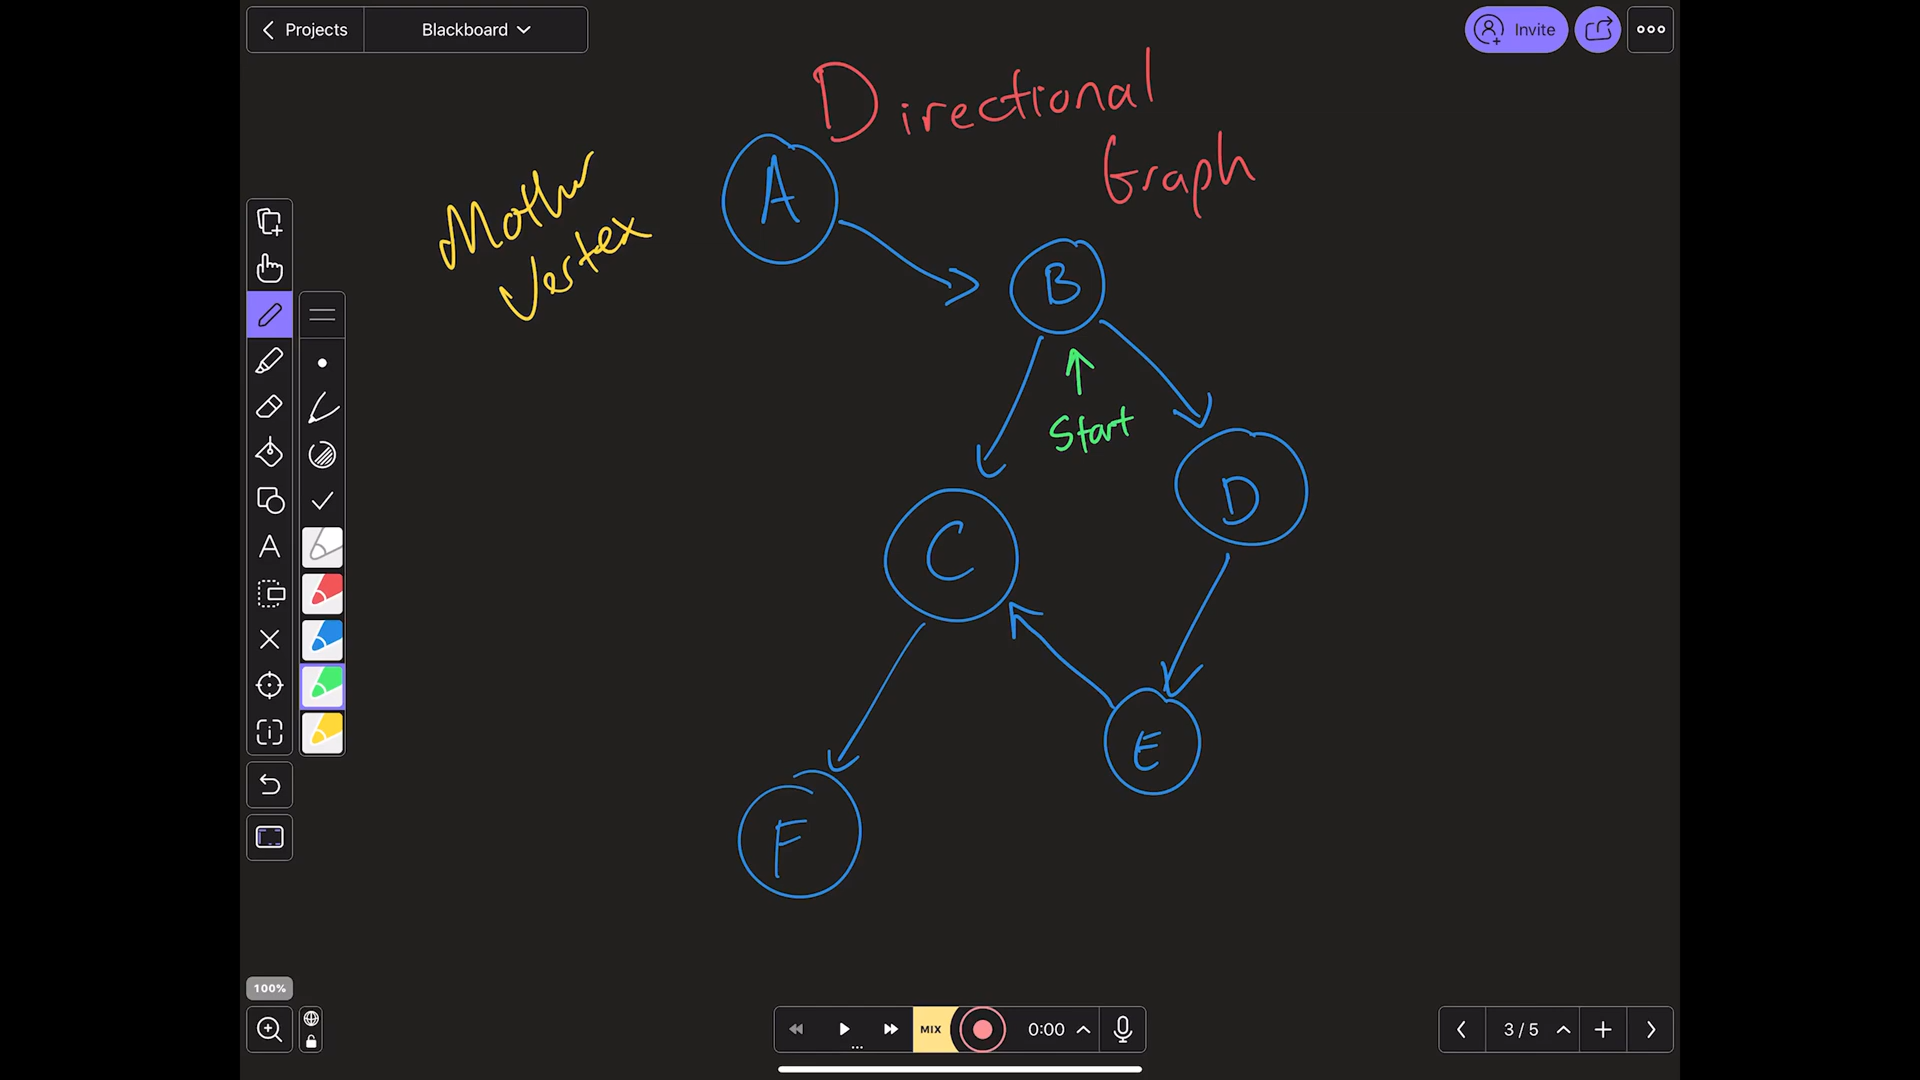 Projects
Blackboard
Invite
Directional
Graph
Mother
Vertex
A
B
Start
D
C
E
F
A
100%
MIX
0:00
3 / 5